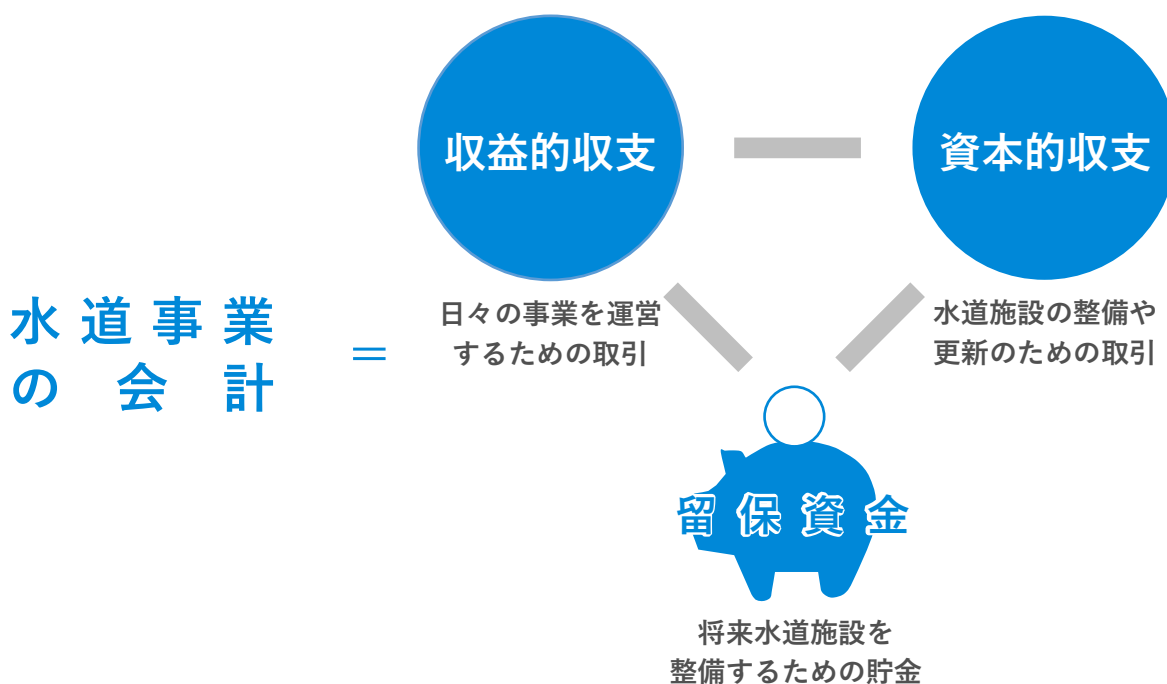 水道事業
の会計
＝
収益的収支
日々の事業を運営
するための取引
資本的収支
水道施設の整備や
更新のための取引
留保資金
将来水道施設を
整備するための貯金